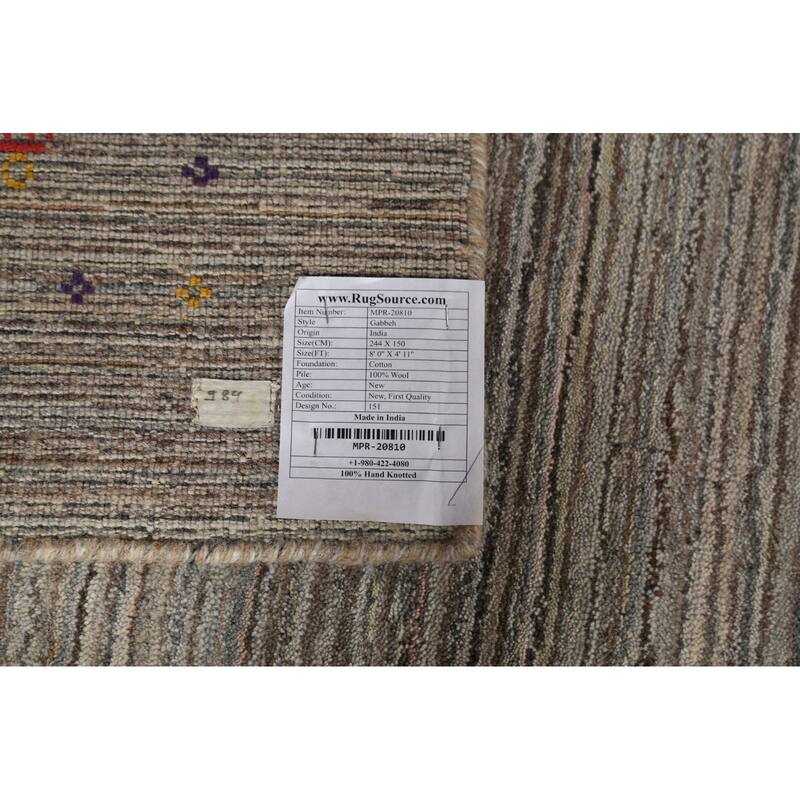 www.RugSource.com
Item Number: MPR-20810
Style Gabbeh
Origin India
Size(CM): 244 X 150
Size(FT): 8' 0" X 4' 11"
Foundation: Cotton
Pile: 100% Wool
Age: New
Condition: New, First Quality
Design No.: 151
Made in India
MPR-20810
+1-980-422-4080
100% Hand Knotted